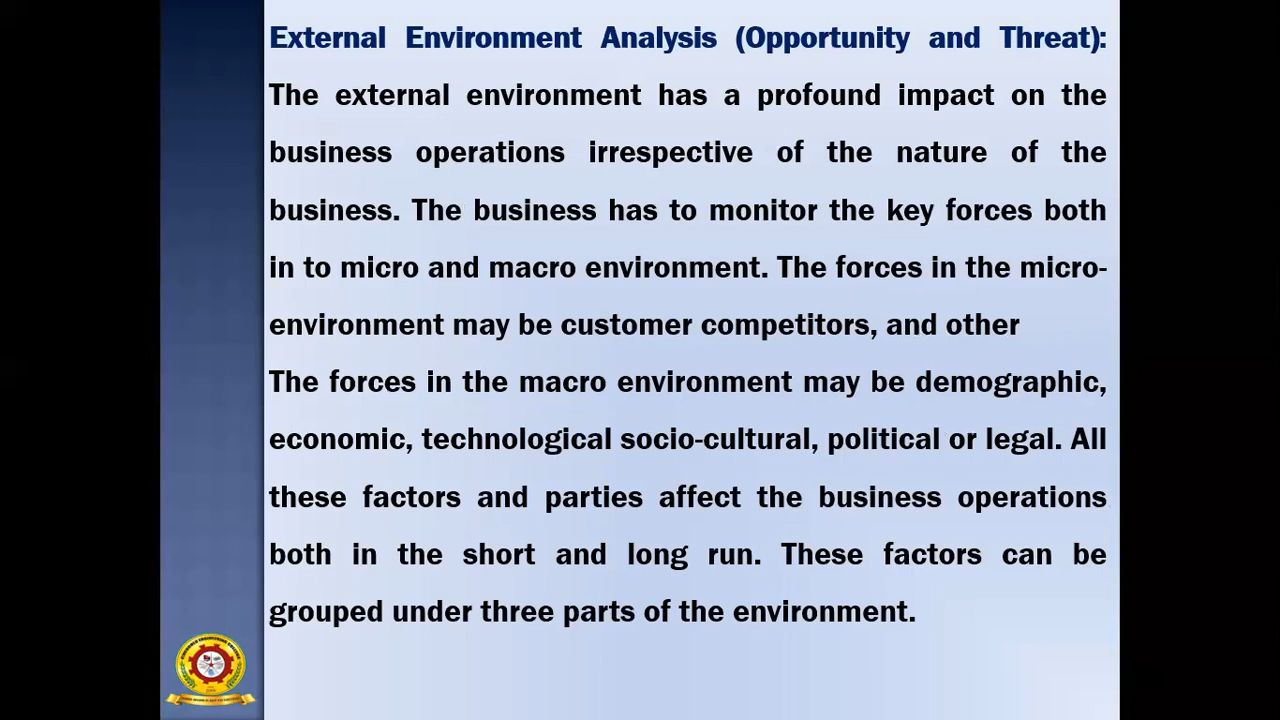 External Environment Analysis (Opportunity and Threat):
The external environment has a profound impact on the
business operations irrespective of the nature of the
business. The business has to monitor the key forces both
in to micro and macro environment. The forces in the micro-
environment may be customer competitors, and other
The forces in the macro environment may be demographic,
economic, technological socio-cultural, political or legal. All
these factors and parties affect the business operations
both in the short and long run. These factors can be
grouped under three parts of the environment.